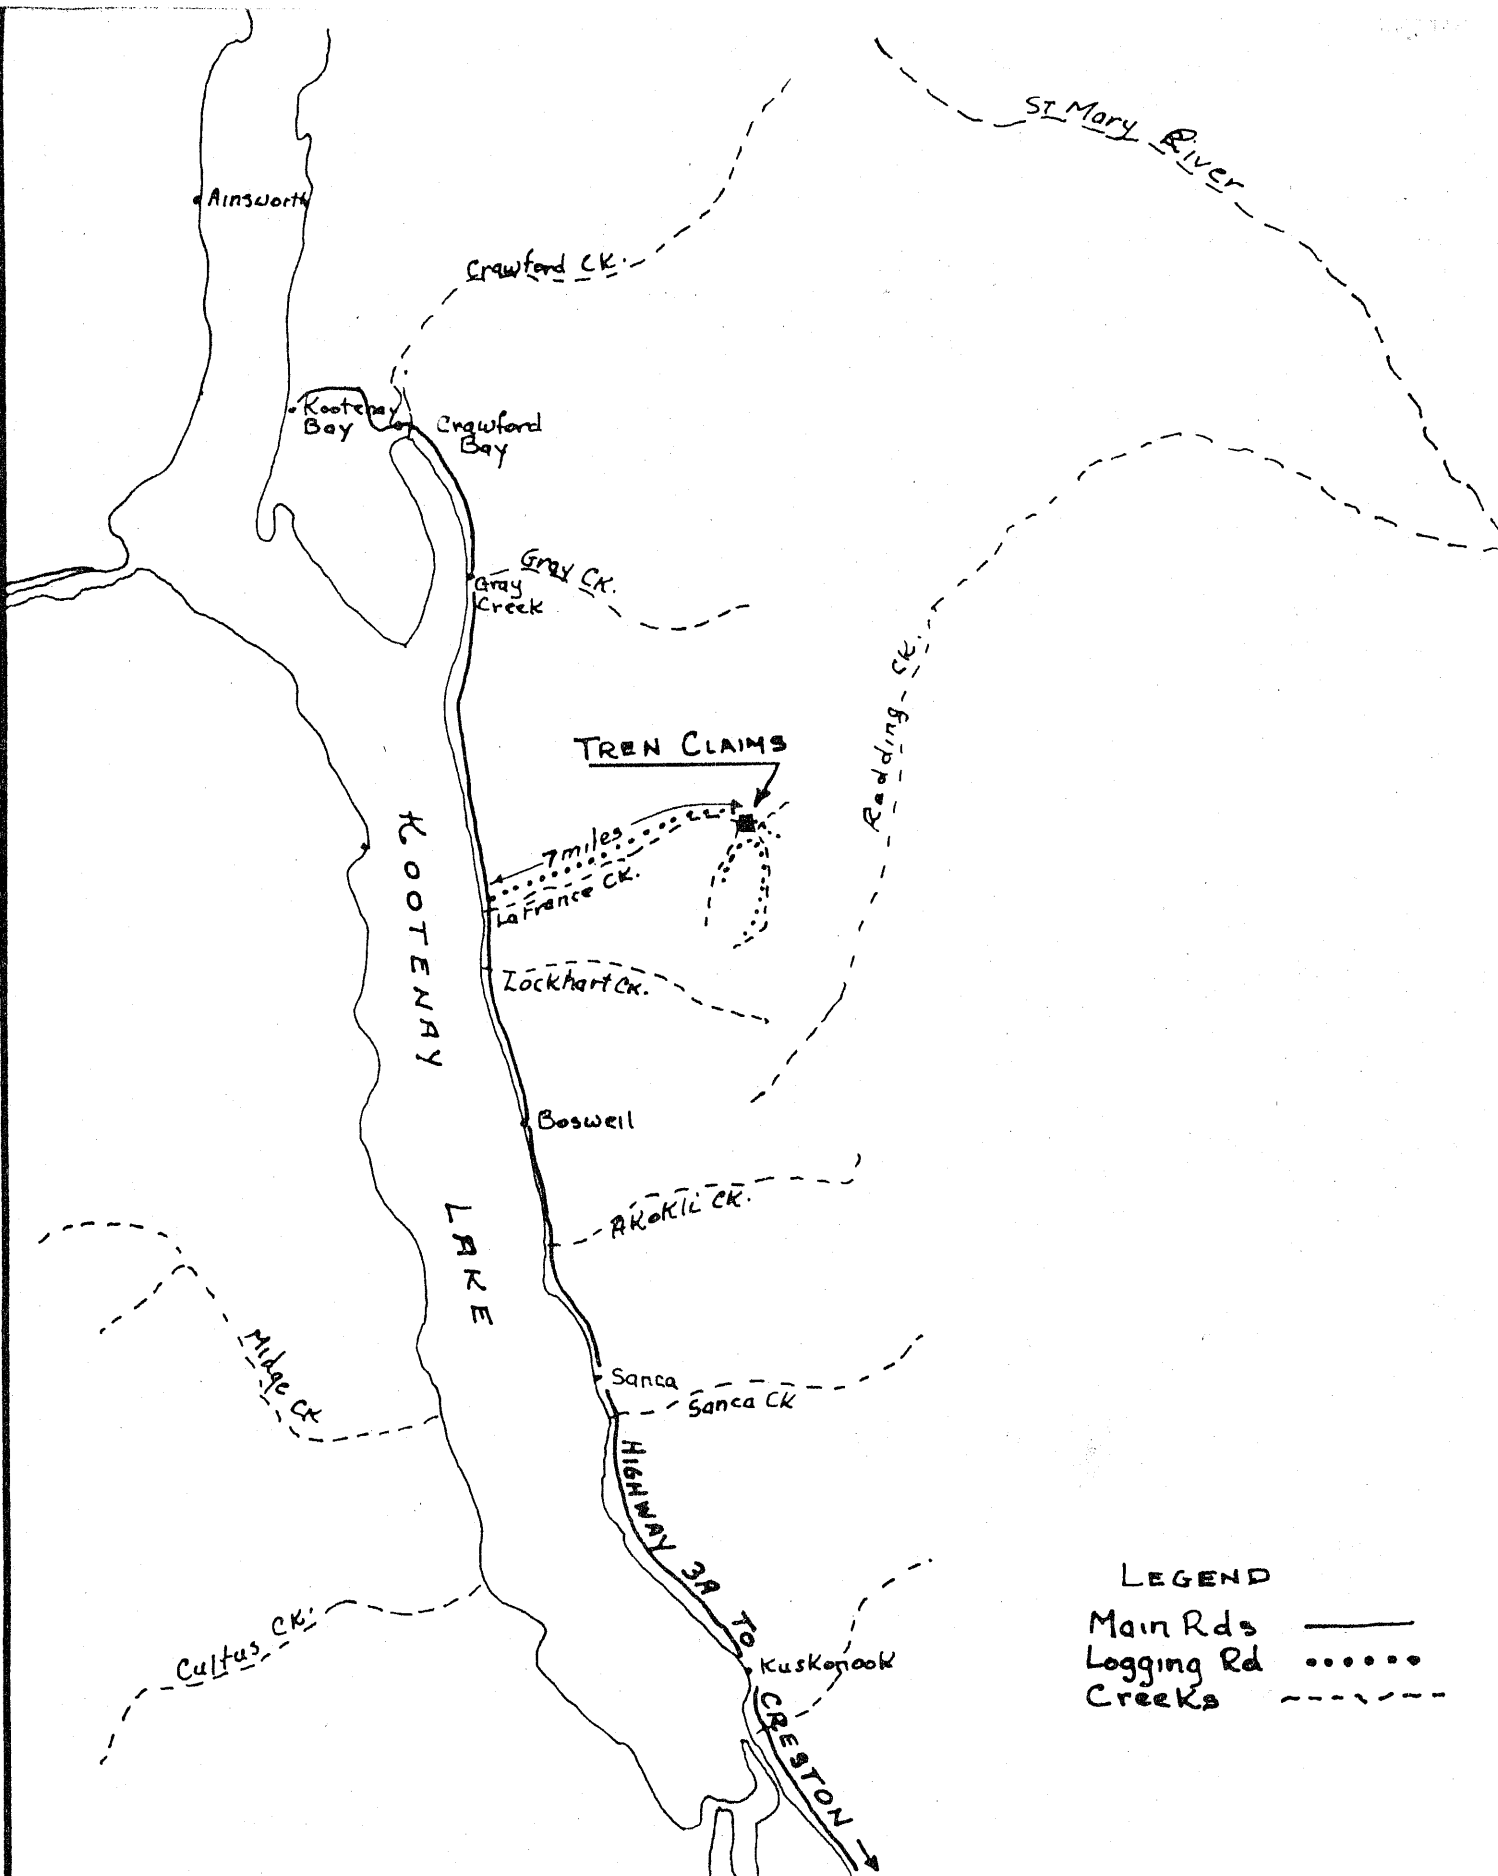 St Mary River
Ainsworth
Crawford CK.
Kootenay
Bay
Crawford
Bay
Gray CK.
Gray
Creek
Redding CK.
TREN CLAIMS
7 miles
LaFrance CK.
KOOTENAY
LAKE
Lockhart CK.
Boswell
AKOKLI CK.
Midge CK
Sanca
Sanca CK
HIGHWAY 3A TO CRESTON
Cultus CK.
Kuskonook
LEGEND
Main Rds
Logging Rd
Creeks